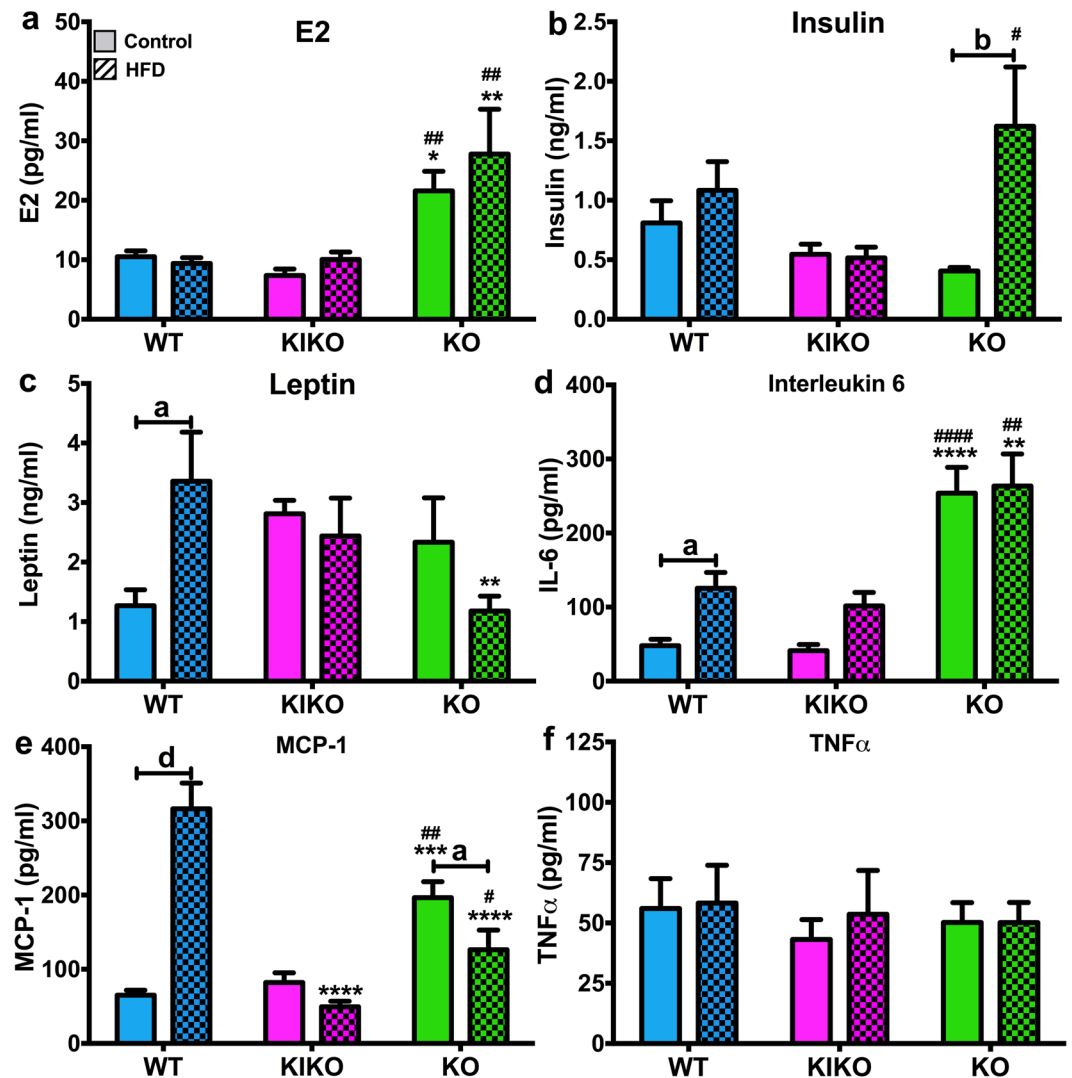 a
E2
Control
HFD
E2 (pg/ml)
50
40
30
20
10
0
##
*
##
**
WT
KIKO
KO
b
Insulin
Insulin (ng/ml)
2.5
2.0
1.5
1.0
0.5
0.0
b
#
WT
KIKO
KO
c
Leptin
Leptin (ng/ml)
5
4
3
2
1
0
a
**
WT
KIKO
KO
d
Interleukin 6
IL-6 (pg/ml)
400
300
200
100
0
a
####
****
##
**
WT
KIKO
KO
e
MCP-1
MCP-1 (pg/ml)
400
300
200
100
0
d
****
##
***
a
#
****
WT
KIKO
KO
f
TNFα
TNFα (pg/ml)
125
100
75
50
25
0
WT
KIKO
KO